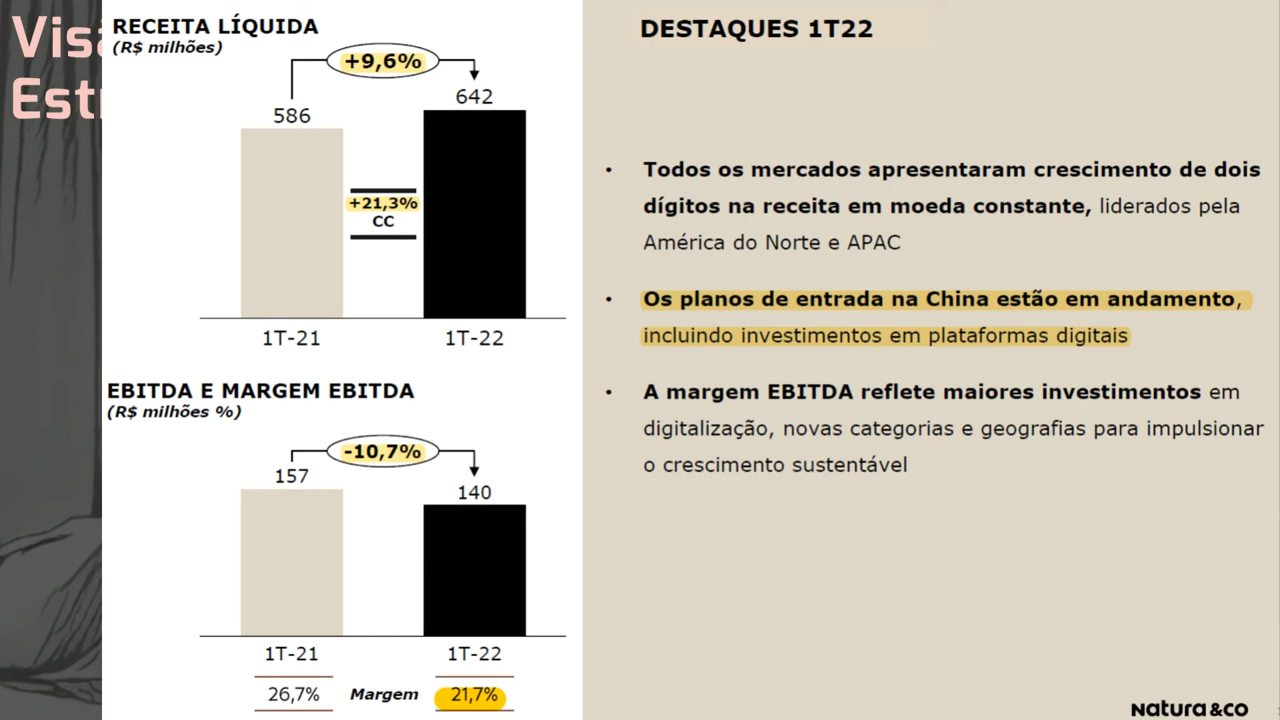 Visã
Estr
RECEITA LÍQUIDA
(R$ milhões)
+9,6%
586
642
+21,3%
CC
1T-21
1T-22
EBITDA E MARGEM EBITDA
(R$ milhões %)
-10,7%
157
140
1T-21
1T-22
26,7%
Margem
21,7%
DESTAQUES 1T22
• Todos os mercados apresentaram crescimento de dois
dígitos na receita em moeda constante, liderados pela
América do Norte e APAC
• Os planos de entrada na China estão em andamento,
incluindo investimentos em plataformas digitais
• A margem EBITDA reflete maiores investimentos em
digitalização, novas categorias e geografias para impulsionar
o crescimento sustentável
natura &co